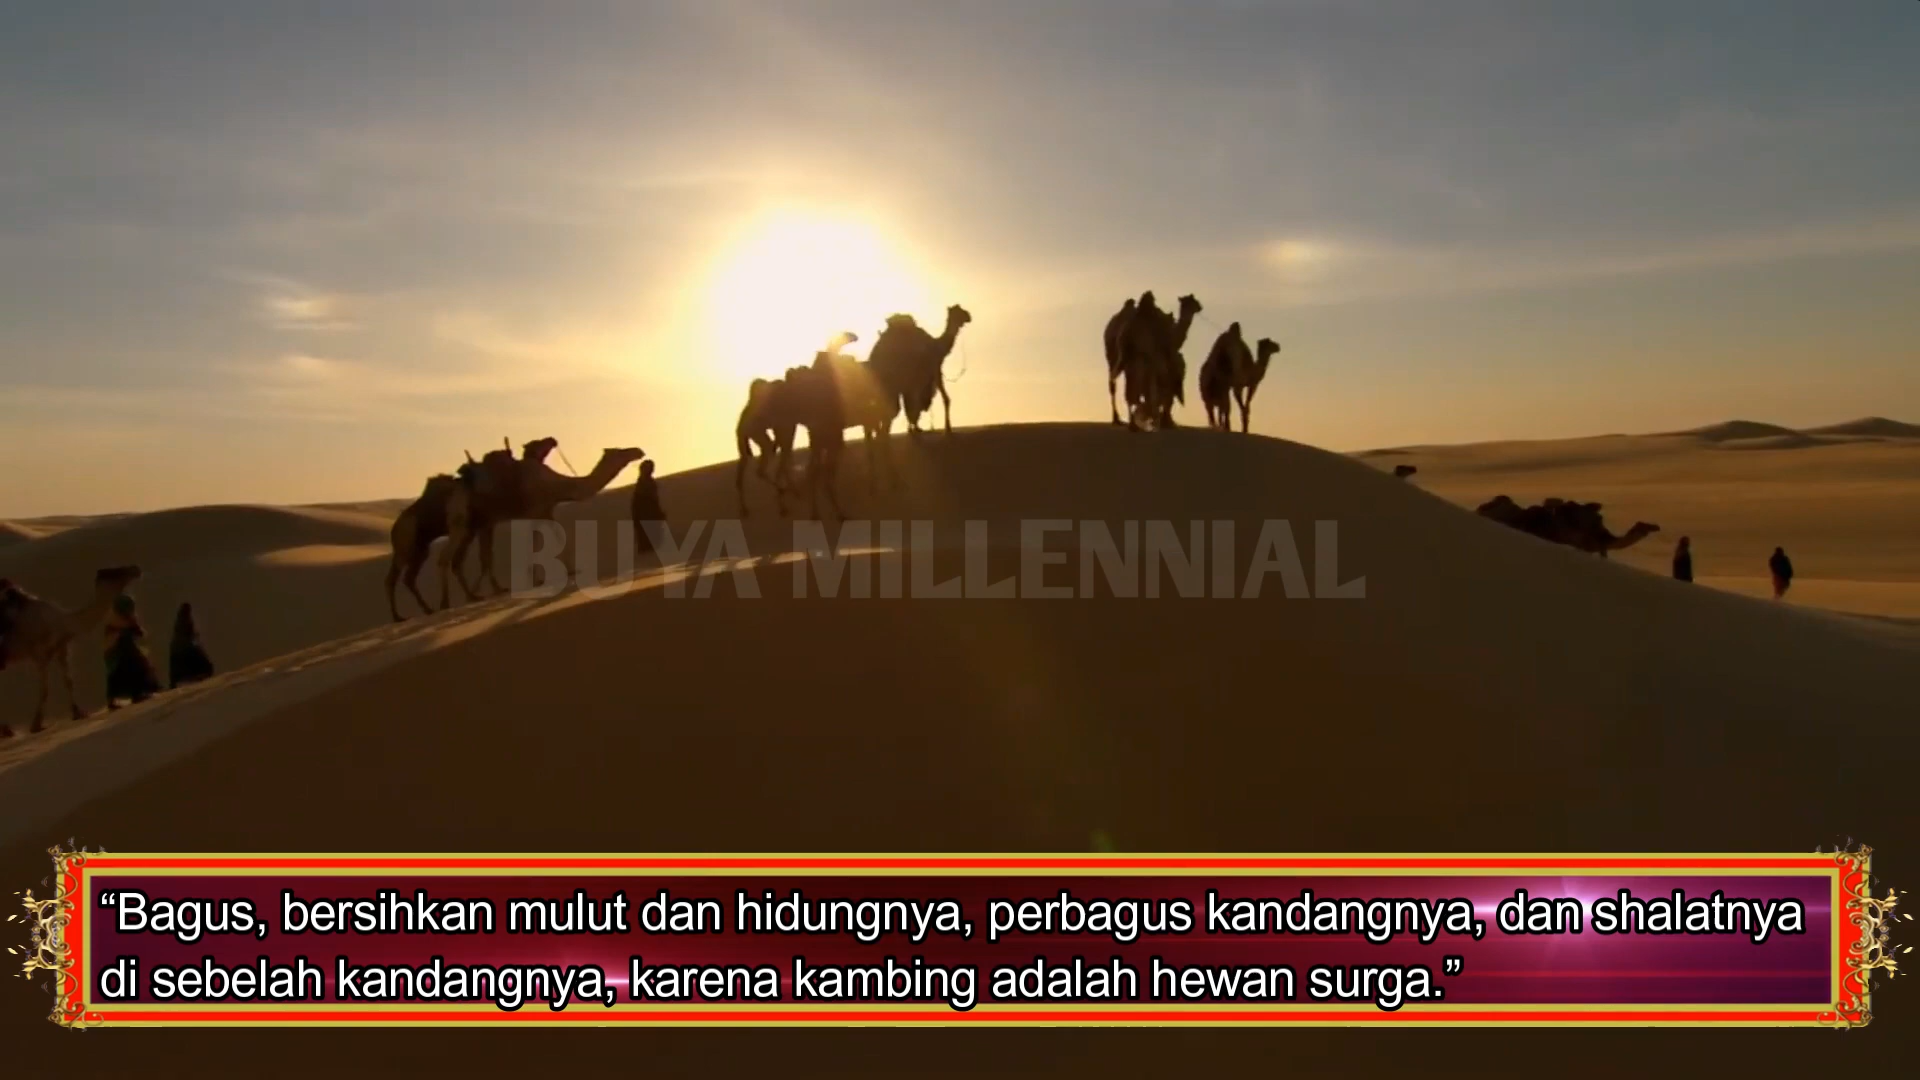 BUYA MILLENNIAL
“Bagus, bersihkan mulut dan hidungnya, perbagus kandangnya, dan shalatnya
di sebelah kandangnya, karena kambing adalah hewan surga.”